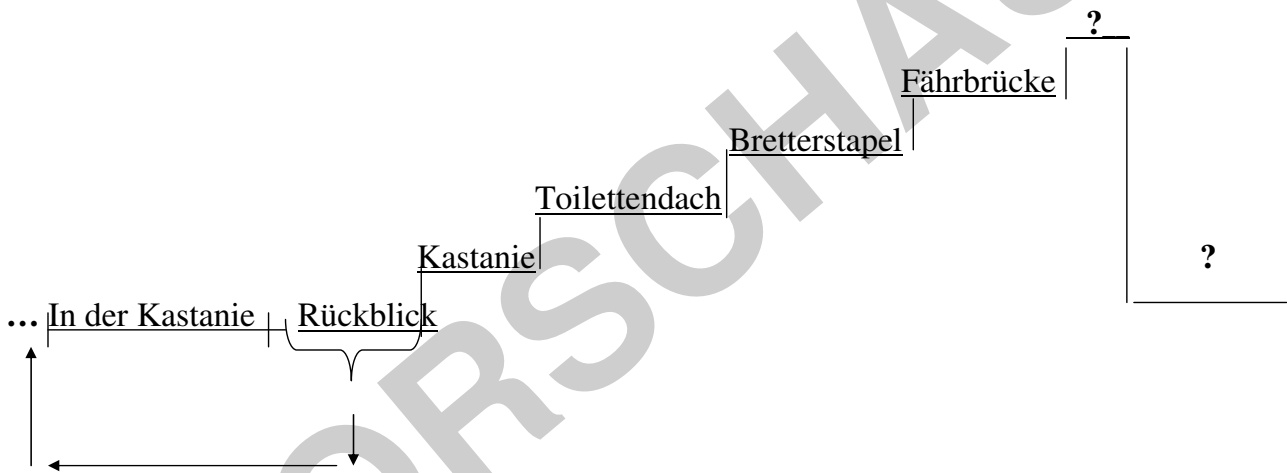 ?
Fährbrücke
Bretterstapel
Toilettendach
Kastanie
?
... In der Kastanie Rückblick